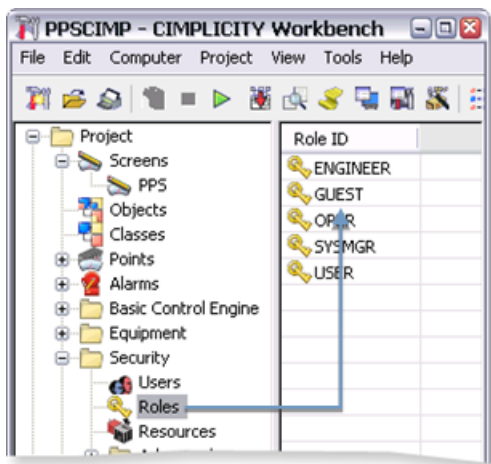 PPSCIMP - CIMPLICITY Workbench
File Edit Computer Project View Tools Help
Project
Screens
PPS
Objects
Classes
Points
Alarms
Basic Control Engine
Equipment
Security
Users
Roles
Resources
Role ID
ENGINEER
GUEST
OPER
SYSMGR
USER